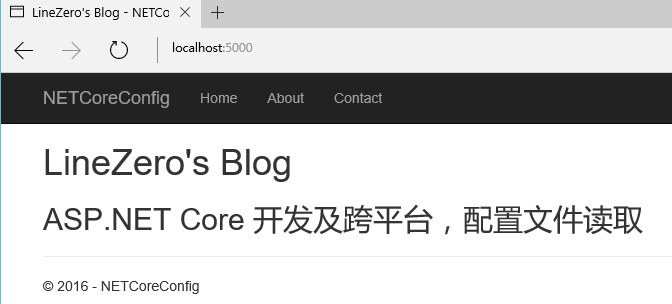 LineZero's Blog - NETCo
localhost:5000
NETCoreConfig Home About Contact
LineZero's Blog
ASP.NET Core 开发及跨平台，配置文件读取
© 2016 - NETCoreConfig